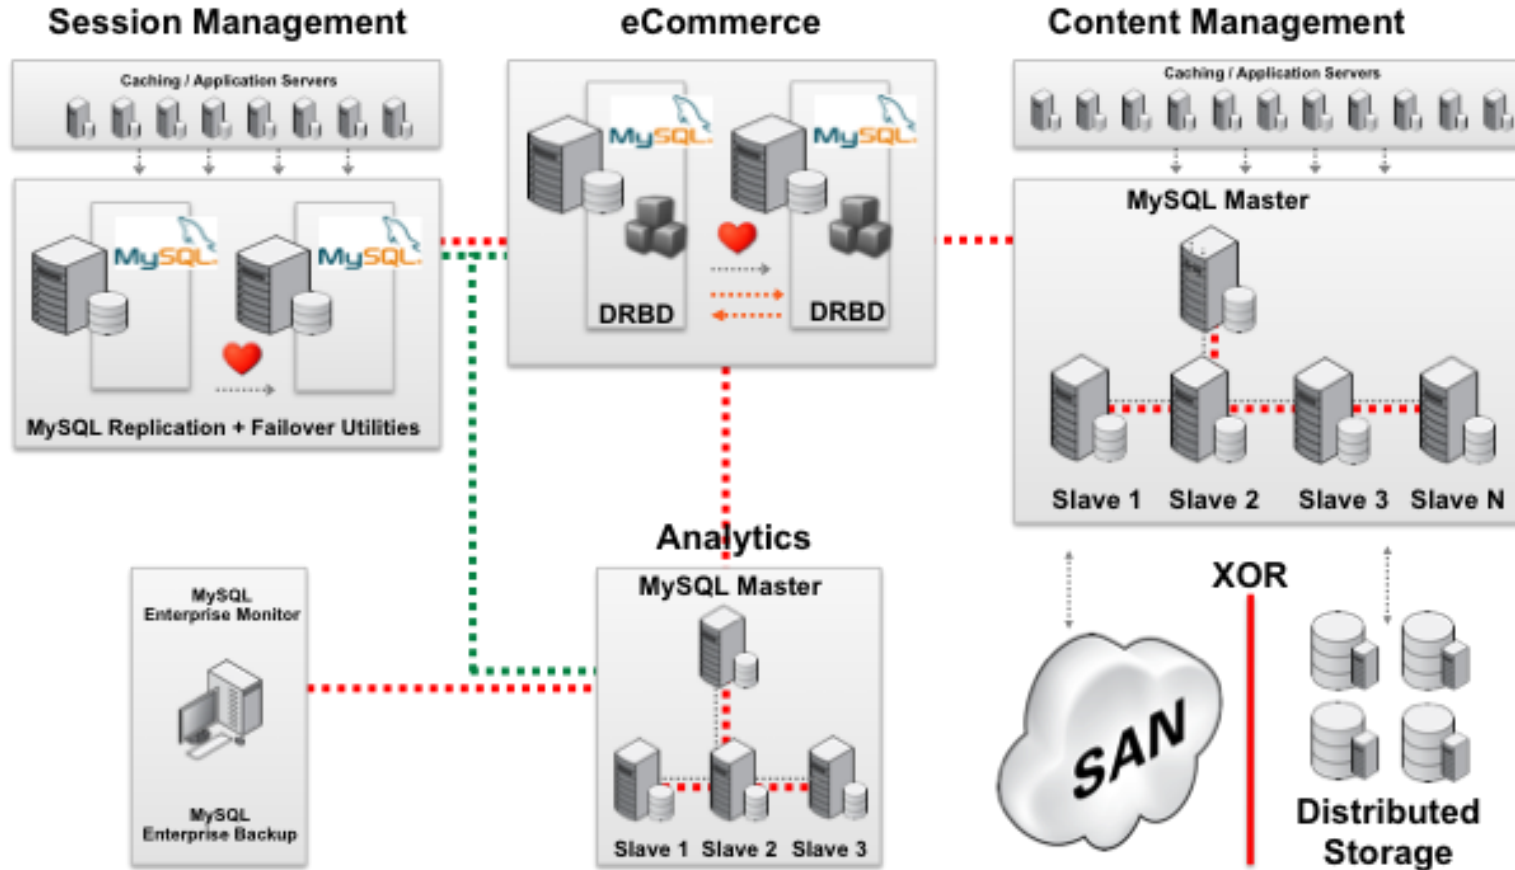 Session Management
Caching / Application Servers
MySQL
MySQL
MySQL Replication + Failover Utilities
eCommerce
MySQL
MySQL
DRBD
DRBD
Content Management
Caching / Application Servers
MySQL Master
Slave 1
Slave 2
Slave 3
Slave N
MySQL
Enterprise Monitor
MySQL
Enterprise Backup
Analytics
MySQL Master
Slave 1
Slave 2
Slave 3
SAN
XOR
Distributed
Storage